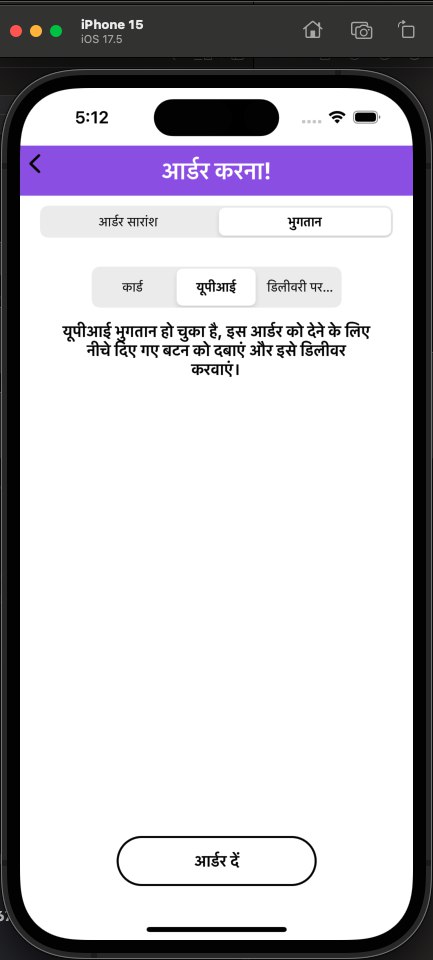 iPhone 15
iOS 17.5
5:12
आर्डर करना!
आर्डर सारांश भुगतान
कार्ड यूपीआई डिलीवरी पर...
यूपीआई भुगतान हो चुका है, इस आर्डर को देने के लिए
नीचे दिए गए बटन को दबाएं और इसे डिलीवर
करवाएं।
आर्डर दें